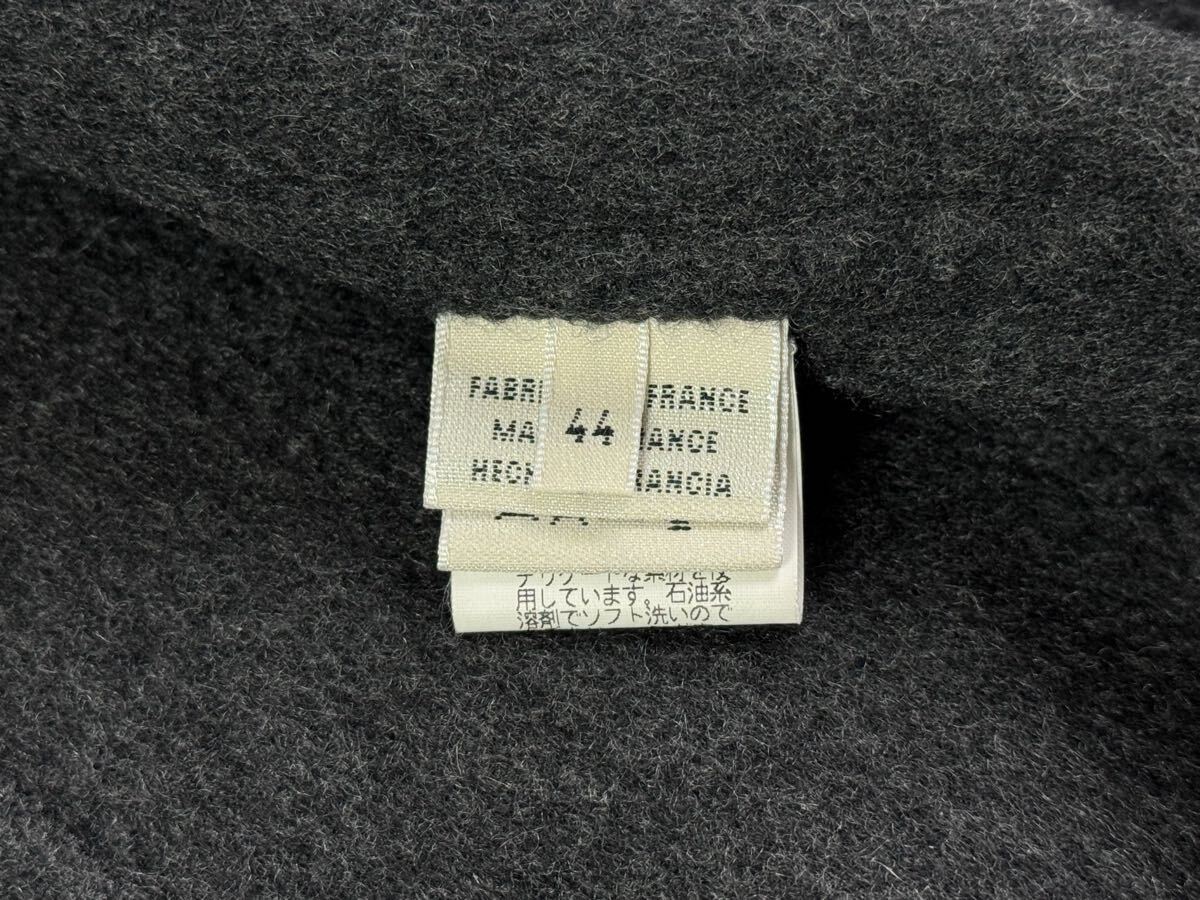 FABRI FRANCE
44
MA ANCE
HECH RANCIA
デリケートな素材を使
用しています。石油系
溶剤でソフト洗いので